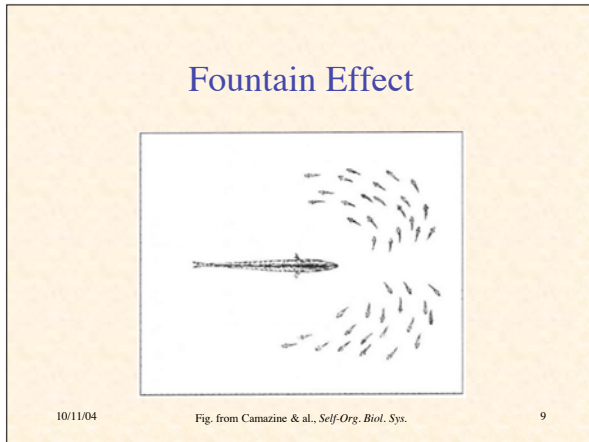 Fountain Effect
10/11/04
Fig. from Camazine & al., Self-Org. Biol. Sys.
9